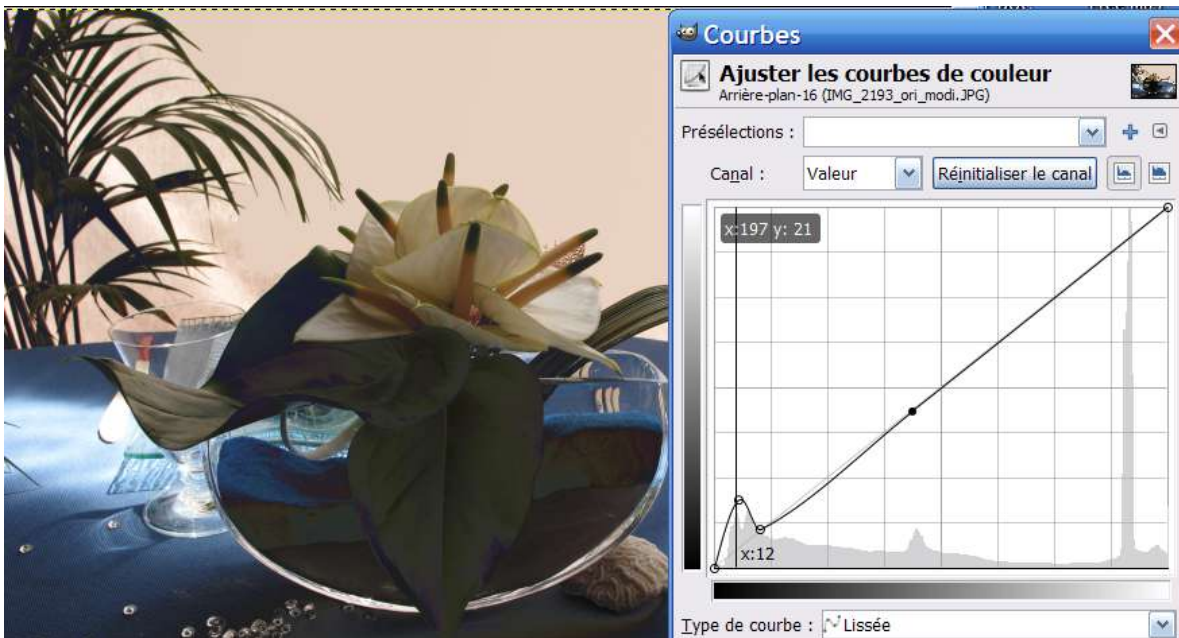 Courbes
Ajuster les courbes de couleur
Arrière-plan-16 (IMG_2193_ori_modi.JPG)
Présélections :
Canal : Valeur Réinitialiser le canal
x:197 y: 21
x:12
Type de courbe : Lissée